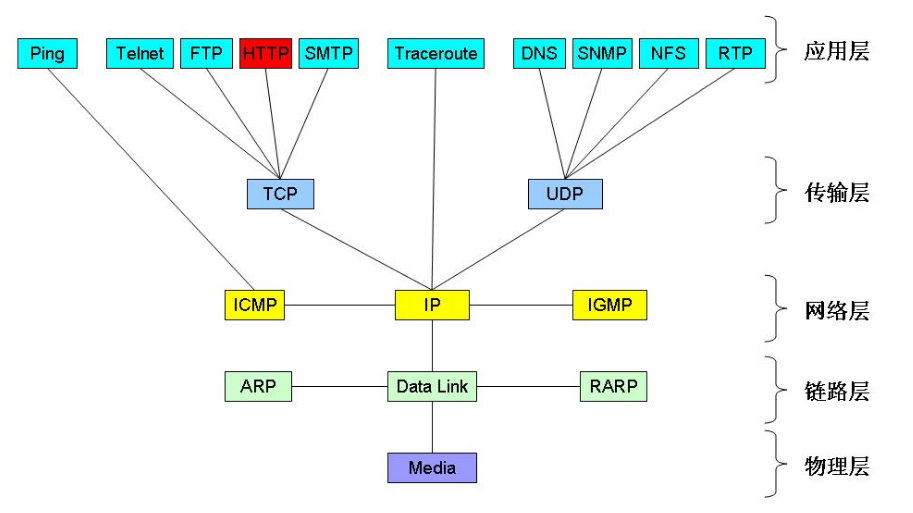 Ping Telnet FTP HTTP SMTP Traceroute DNS SNMP NFS RTP 应用层
TCP UDP 传输层
ICMP IP IGMP 网络层
ARP Data Link RARP 链路层
Media 物理层